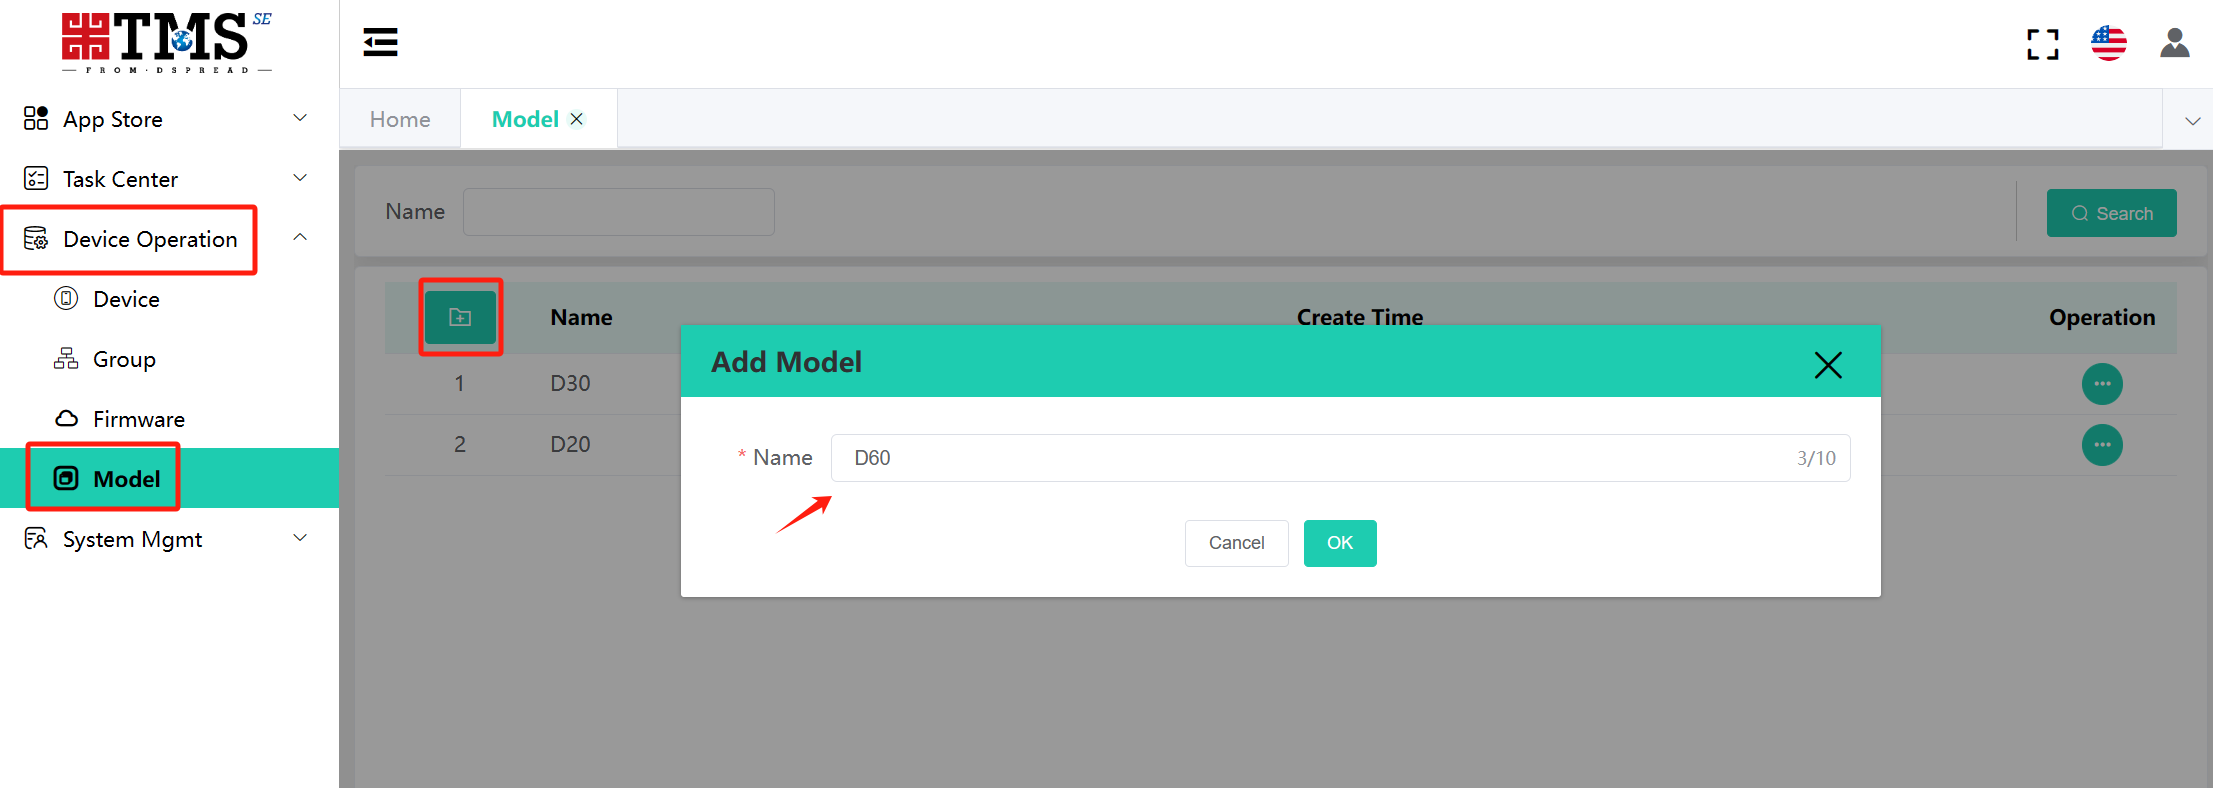 TMS SE
FROM·DSPREAD
App Store
Task Center
Device Operation
Device
Group
Firmware
Model
System Mgmt
Home
Model
Name
Search
Name
Create Time
Operation
1
D30
2
D20
Add Model
* Name
D60
3/10
Cancel
OK